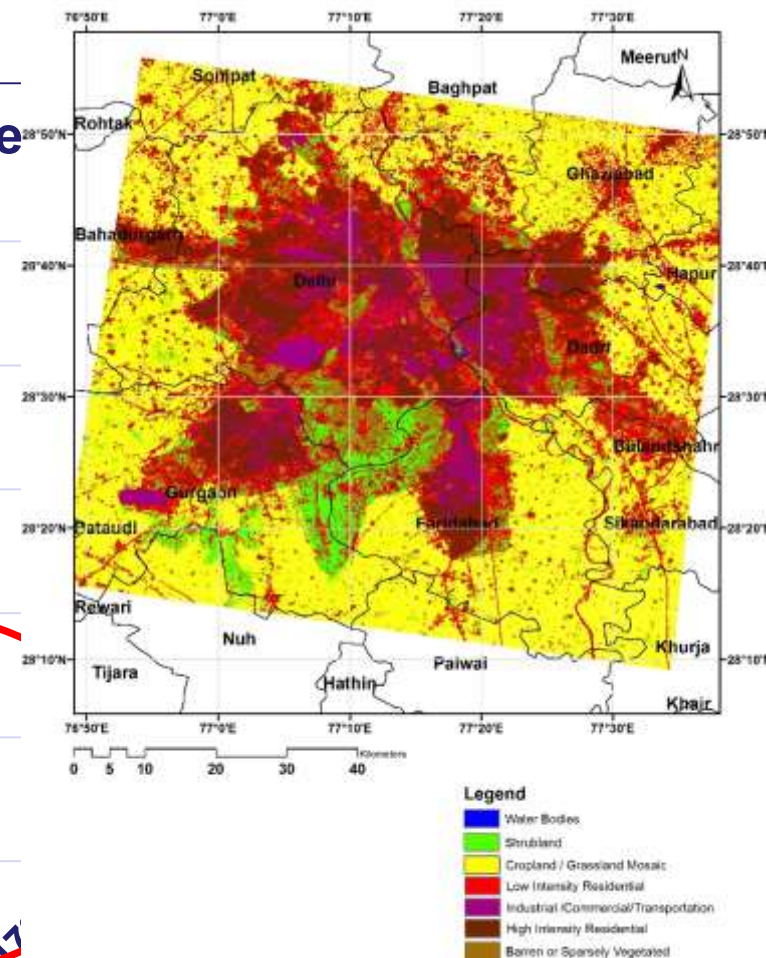 76°50'E 77°0'E 77°10'E 77°20'E 77°30'E
Meerut N
Sonipat
Baghpat
Rohtak
28°50'N 28°50'N
Ghaziabad
Bahadurgarh
28°40'N 28°40'N
Delhi Hapur
Dadri
28°30'N 28°30'N
Bulandshahr
Gurgaon
Pataudi Faridabad Sikandarabad
28°20'N 28°20'N
Rewari
Nuh Khurja
28°10'N Paiwai 28°10'N
Tijara
Hathin
Khair
76°50'E 77°0'E 77°10'E 77°20'E 77°30'E
Kilometers
0 5 10 20 30 40
Legend
Water Bodies
Shrubland
Cropland / Grassland Mosaic
Low Intensity Residential
Industrial /Commercial/Transportation
High Intensity Residential
Barren or Sparsely Vegetated